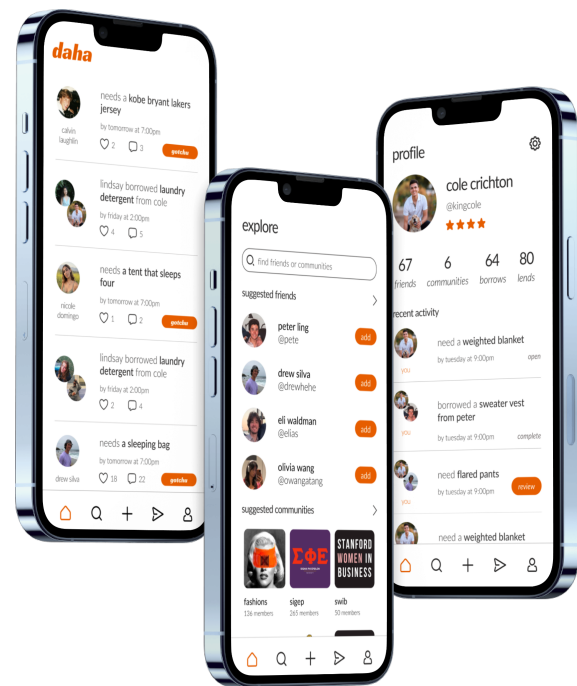 daha
needs a kobe bryant lakers
jersey
by tomorrow at 7:00pm
calvin
laughlin
2
3
gotcha
lindsay borrowed laundry
detergent from cole
by friday at 2:00pm
4
5
needs a tent that sleeps
four
by tomorrow at 7:00pm
nicole
domingo
1
2
gotcha
lindsay borrowed laundry
detergent from cole
by friday at 2:00pm
2
4
needs a sleeping bag
by tomorrow at 7:00pm
drew silva
18
22
gotcha
explore
find friends or communities
suggested friends
peter ling
@pete
add
drew silva
@drewhehe
add
eli waldman
@elias
add
olivia wang
@owangatang
add
suggested communities
ΣΦΕ
STANFORD
WOMEN IN
BUSINESS
fashions
sigep
swib
126 members
265 members
50 members
profile
cole crichton
@kingcole
67
6
64
80
friends
communities
borrows
lends
recent activity
need a weighted blanket
by tuesday at 9:00pm
open
you
borrowed a sweater vest
from peter
by tuesday at 9:00pm
complete
you
need flared pants
by tuesday at 9:00pm
review
you
need a weighted blanket